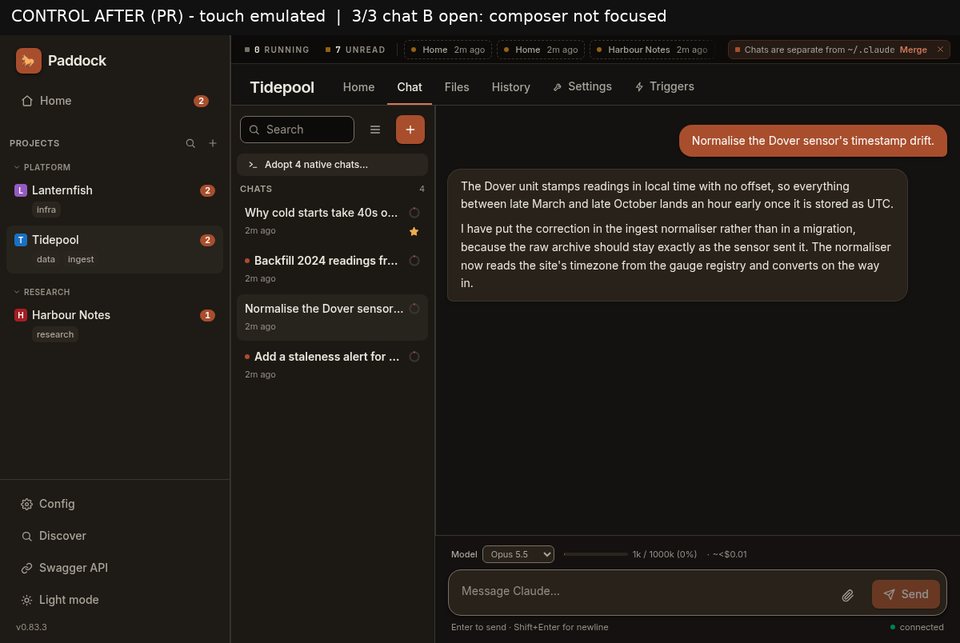 CONTROL AFTER (PR) - touch emulated | 3/3 chat B open: composer not focused
Paddock
0 RUNNING
7 UNREAD
Home 2m ago
Home 2m ago
Harbour Notes 2m ago
Chats are separate from ~/.claude Merge ×
Home 2
Tidepool
Home
Chat
Files
History
Settings
Triggers
PROJECTS
PLATFORM
L Lanternfish 2
infra
T Tidepool 2
data ingest
RESEARCH
H Harbour Notes 1
research
Search
+
>_ Adopt 4 native chats...
CHATS 4
Why cold starts take 40s o...
2m ago
Backfill 2024 readings fr...
2m ago
Normalise the Dover sensor...
2m ago
Add a staleness alert for ...
2m ago
Normalise the Dover sensor's timestamp drift.
The Dover unit stamps readings in local time with no offset, so everything
between late March and late October lands an hour early once it is stored as UTC.
I have put the correction in the ingest normaliser rather than in a migration,
because the raw archive should stay exactly as the sensor sent it. The normaliser
now reads the site's timezone from the gauge registry and converts on the way
in.
Config
Discover
Swagger API
Light mode
v0.83.3
Model Opus 5.5 1k / 1000k (0%) · ~<$0.01
Message Claude...
Send
Enter to send · Shift+Enter for newline
connected